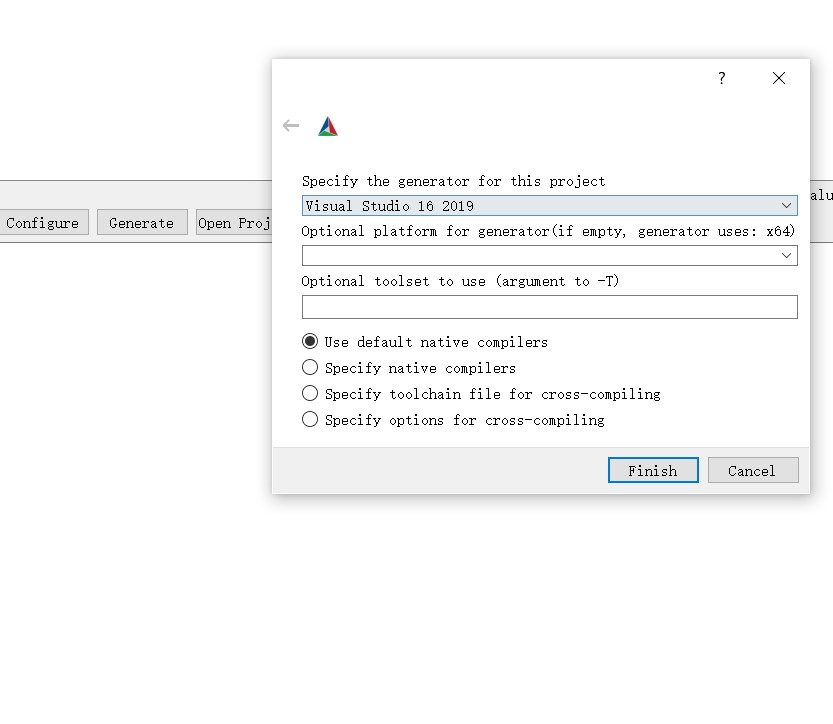 ?
Specify the generator for this project
Visual Studio 16 2019
Optional platform for generator(if empty, generator uses: x64)
Optional toolset to use (argument to -T)
Use default native compilers
Specify native compilers
Specify toolchain file for cross-compiling
Specify options for cross-compiling
Finish Cancel
Configure Generate Open Proj
alu